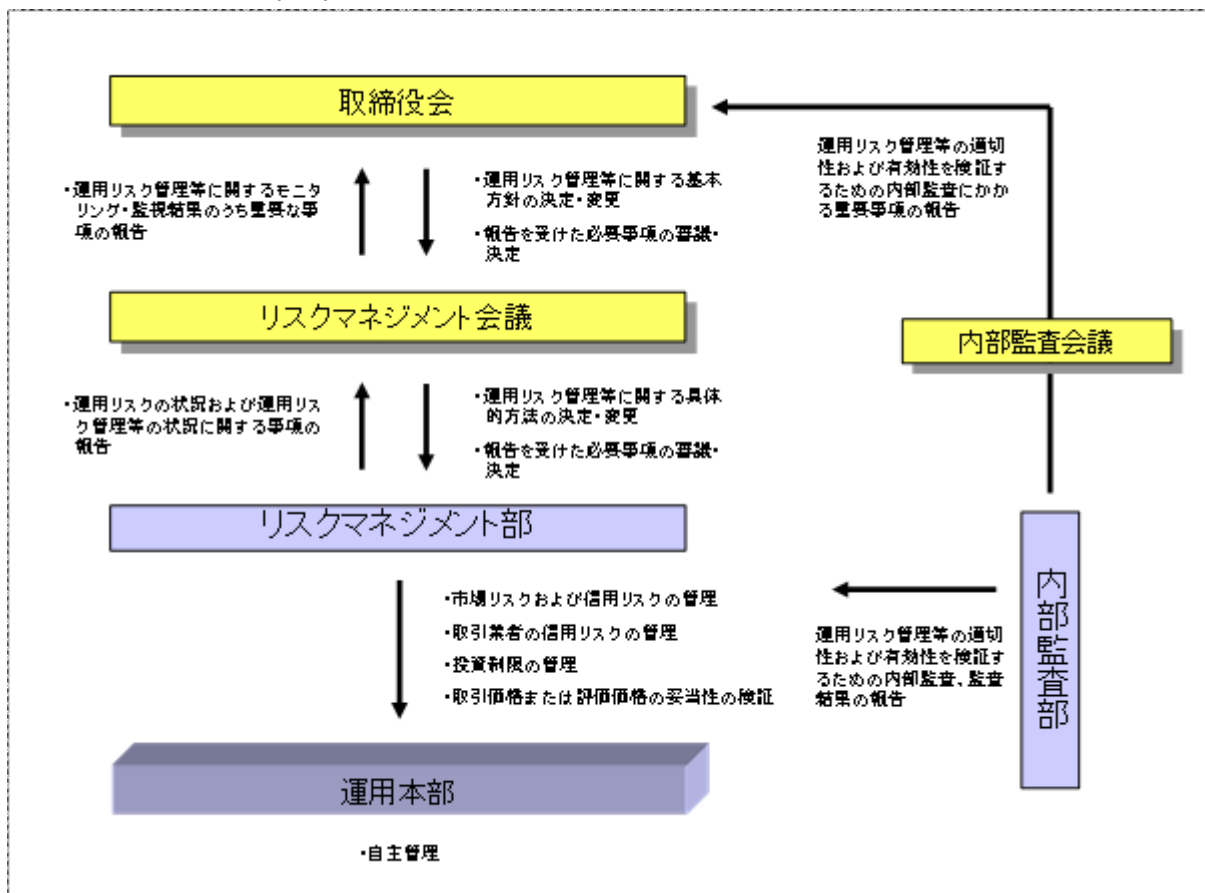 取締役会
・運用リスク管理等に関するモニ
タリング・監視結果のうち重要な事
項の報告
・運用リスク管理等に関する基本
方針の決定・変更
・報告を受けた必要事項の審議・
決定
運用リスク管理等の適切
性および有効性を検証す
るための内部監査にかか
る重要事項の報告
リスクマネジメント会議
内部監査会議
・運用リスクの状況および運用リス
ク管理等の状況に関する事項の
報告
・運用リスク管理等に関する具体
的方法の決定・変更
・報告を受けた必要事項の審議・
決定
リスクマネジメント部
内部監査部
・市場リスクおよび信用リスクの管理
・取引業者の信用リスクの管理
・投資制限の管理
・取引価格または評価価格の妥当性の検証
運用リスク管理等の適切
性および有効性を検証す
るための内部監査、監査
結果の報告
運用本部
・自主管理